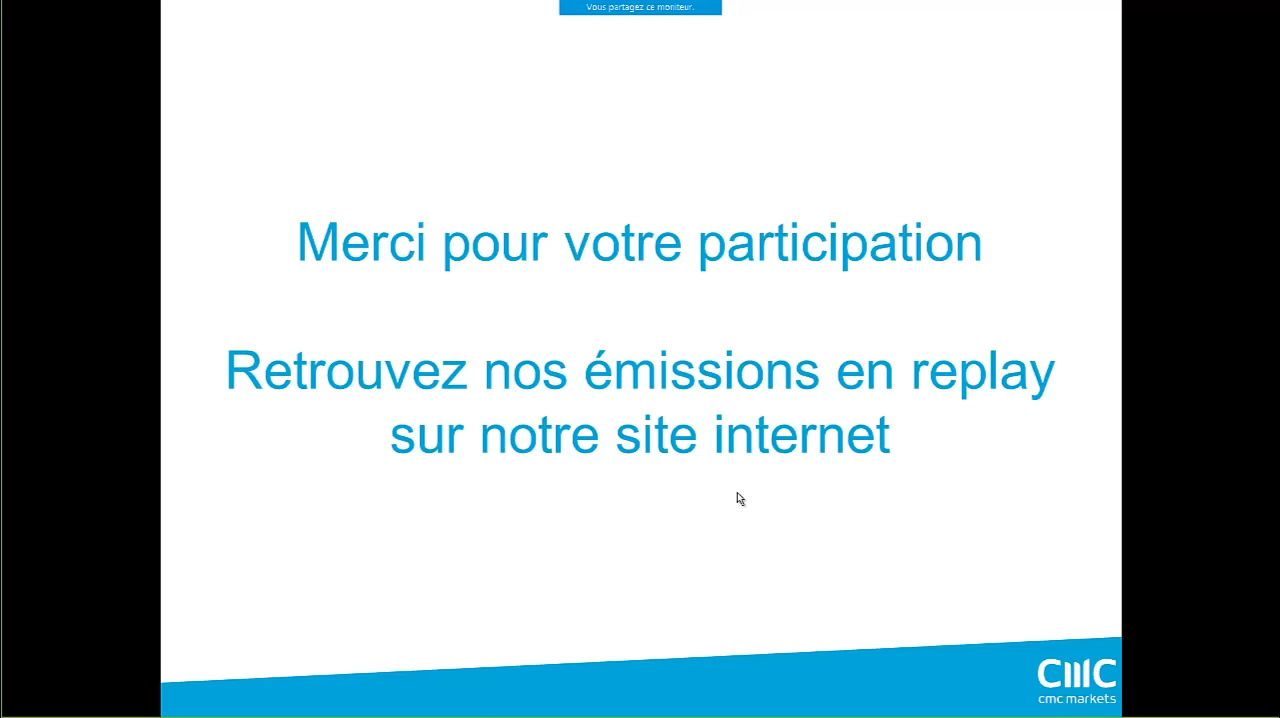 Vous partagez ce moniteur.
Merci pour votre participation
Retrouvez nos émissions en replay
sur notre site internet
CMC
cmc markets